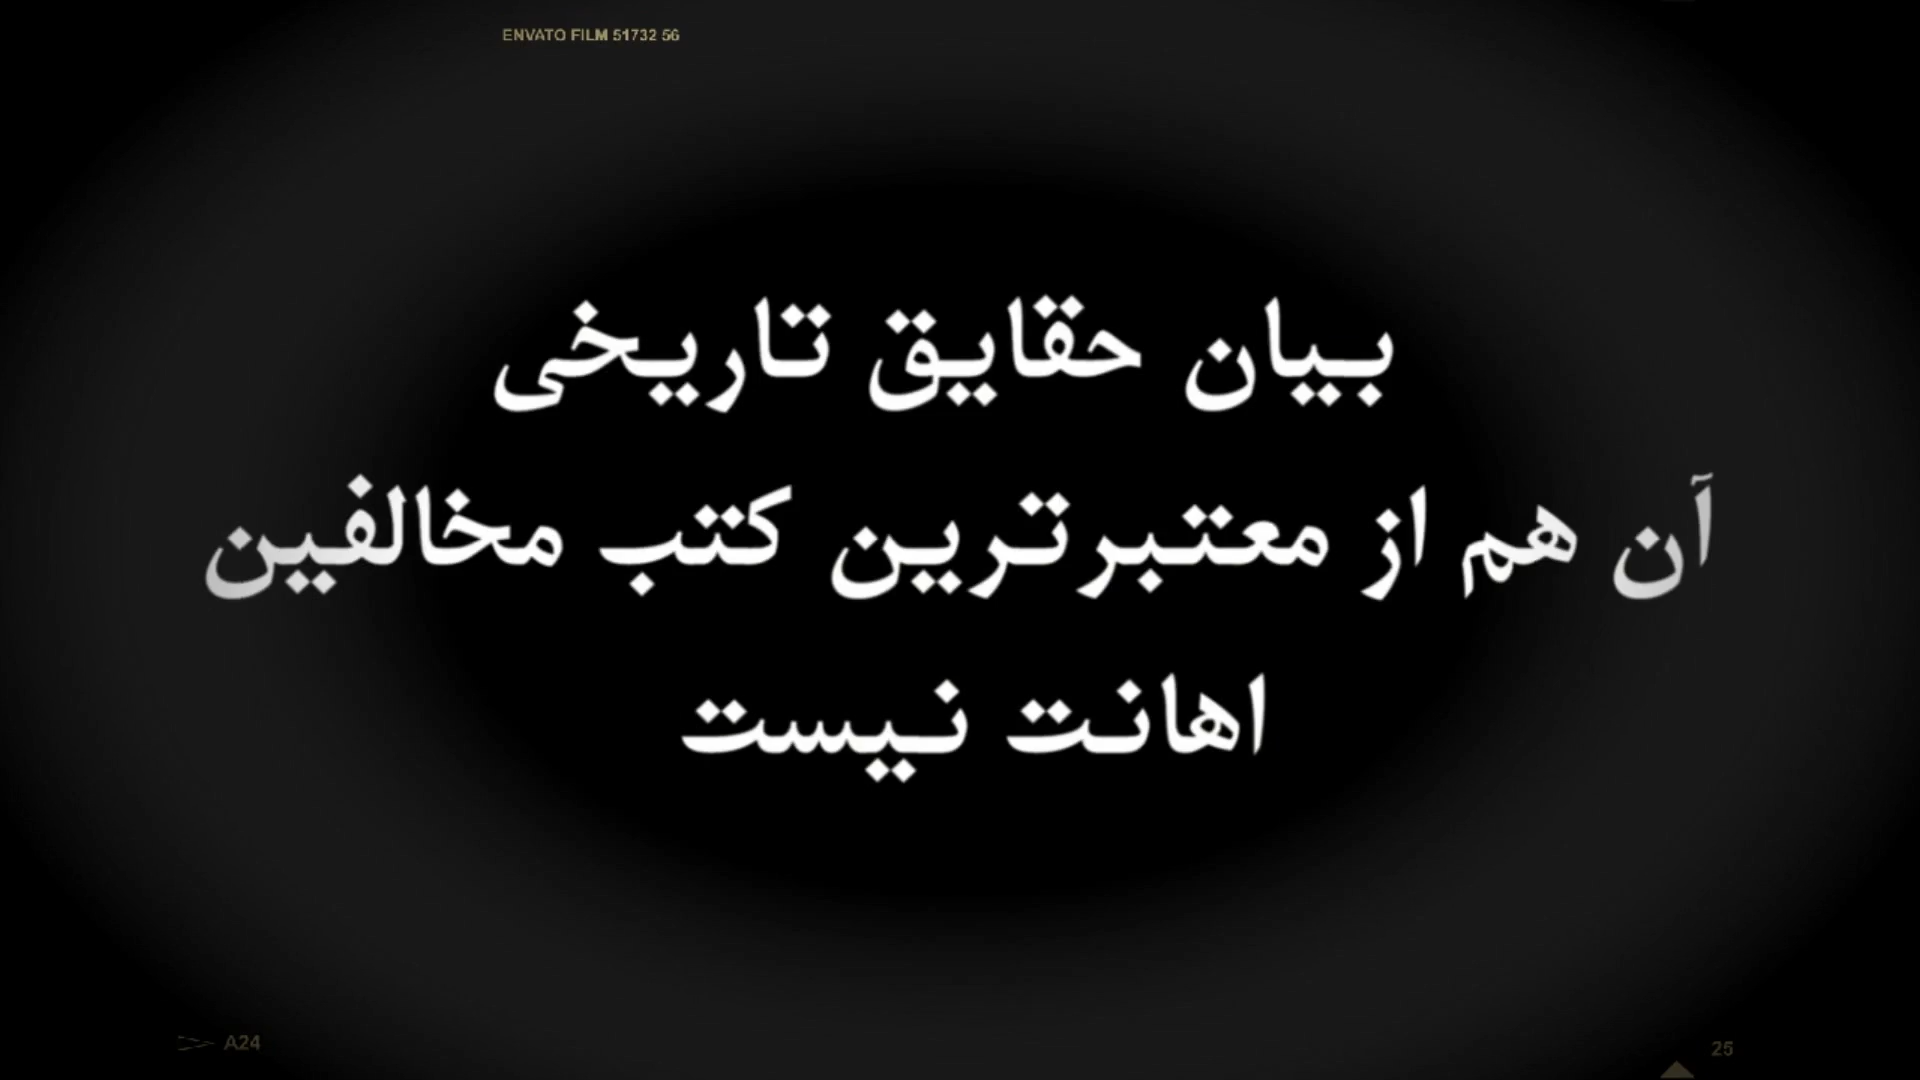 ENVATO FILM 51732 56
بیان حقایق تاریخی
آن هم از معتبرترین کتب مخالفین
اهانت نیست
A24
25